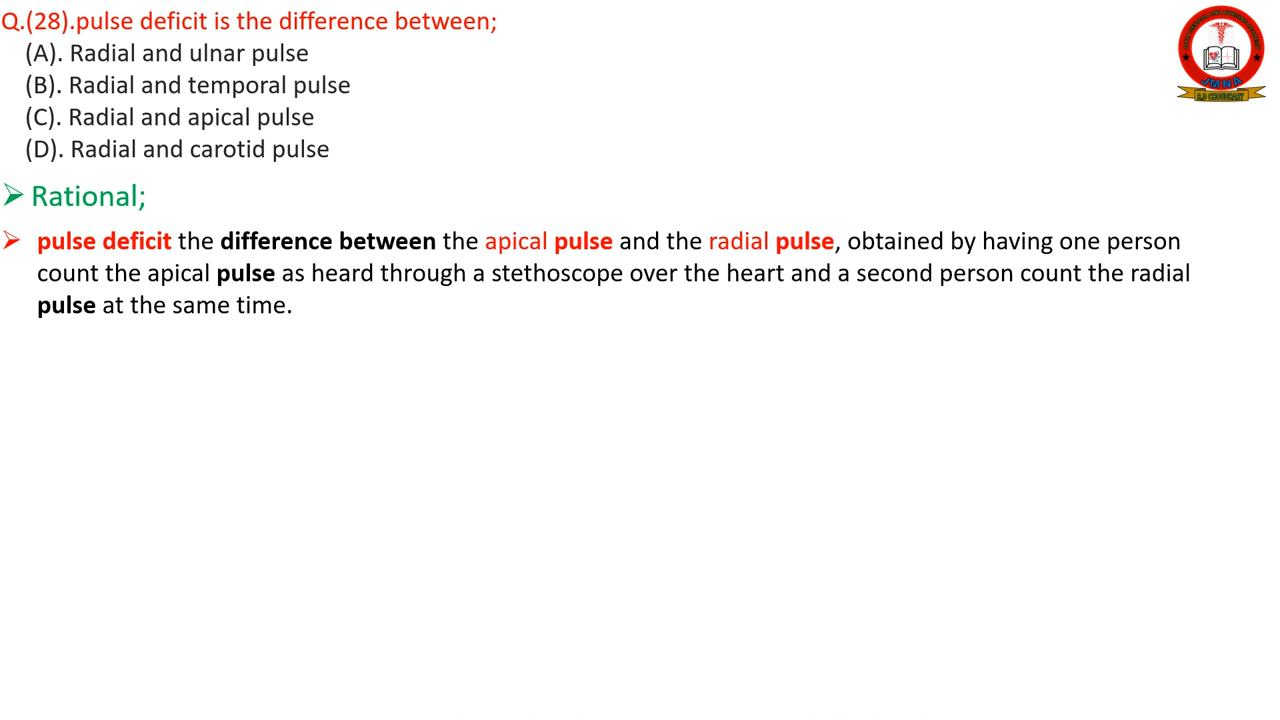 Q.(28).pulse deficit is the difference between;
(A). Radial and ulnar pulse
(B). Radial and temporal pulse
(C). Radial and apical pulse
(D). Radial and carotid pulse
Rational;
pulse deficit the difference between the apical pulse and the radial pulse, obtained by having one person
count the apical pulse as heard through a stethoscope over the heart and a second person count the radial
pulse at the same time.
JMNA